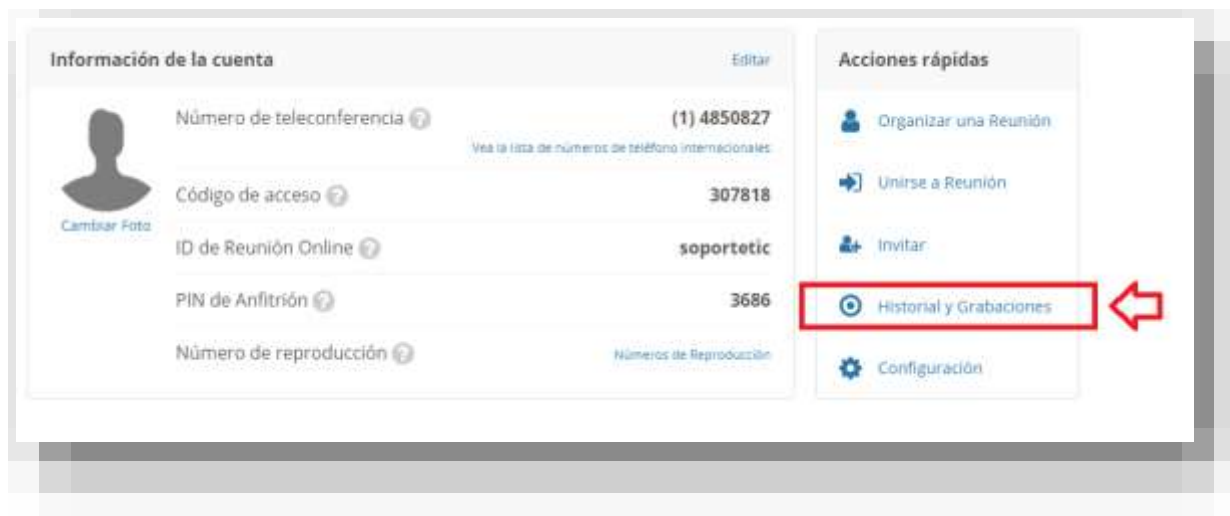 Información de la cuenta
Editar
Número de teleconferencia
(1) 4850827
Vea la lista de números de teléfono internacionales
Código de acceso
307818
Cambiar Foto
ID de Reunión Online
soportetic
PIN de Anfitrión
3686
Número de reproducción
Números de Reproducción
Acciones rápidas
Organizar una Reunión
Unirse a Reunión
Invitar
Historial y Grabaciones
Configuración